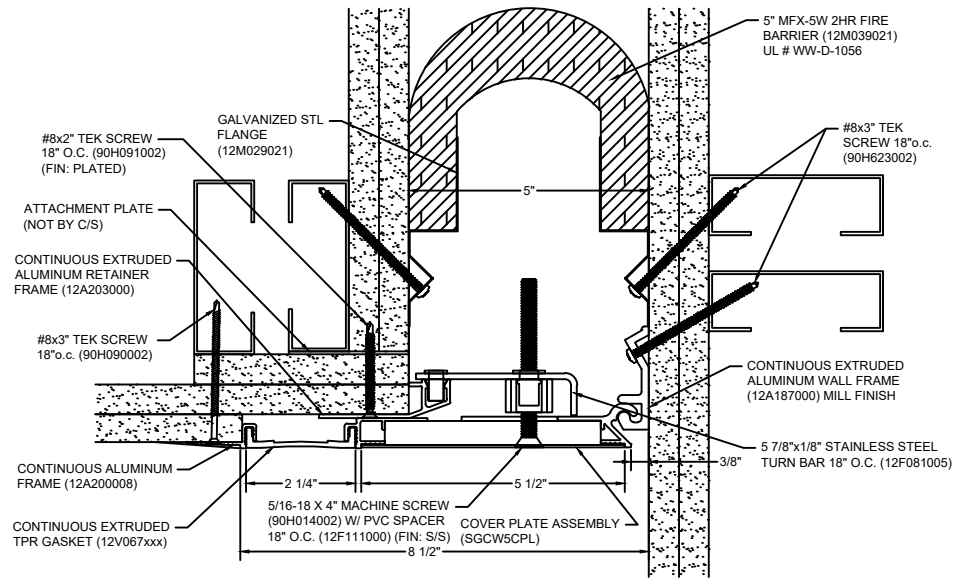 5" MFX-5W 2HR FIRE
BARRIER (12M039021)
UL # WW-D-1056
GALVANIZED STL
FLANGE
(12M029021)
#8x2" TEK SCREW
18" O.C. (90H091002)
(FIN: PLATED)
#8x3" TEK
SCREW 18"o.c.
(90H623002)
5"
ATTACHMENT PLATE
(NOT BY C/S)
CONTINUOUS EXTRUDED
ALUMINUM RETAINER
FRAME (12A203000)
#8x3" TEK SCREW
18"o.c. (90H090002)
CONTINUOUS EXTRUDED
ALUMINUM WALL FRAME
(12A187000) MILL FINISH
5 7/8"x1/8" STAINLESS STEEL
TURN BAR 18" O.C. (12F081005)
3/8"
CONTINUOUS ALUMINUM
FRAME (12A200008)
2 1/4"
5 1/2"
5/16-18 X 4" MACHINE SCREW
(90H014002) W/ PVC SPACER
18" O.C. (12F111000) (FIN: S/S)
COVER PLATE ASSEMBLY
(SGCW5CPL)
CONTINUOUS EXTRUDED
TPR GASKET (12V067xxx)
8 1/2"